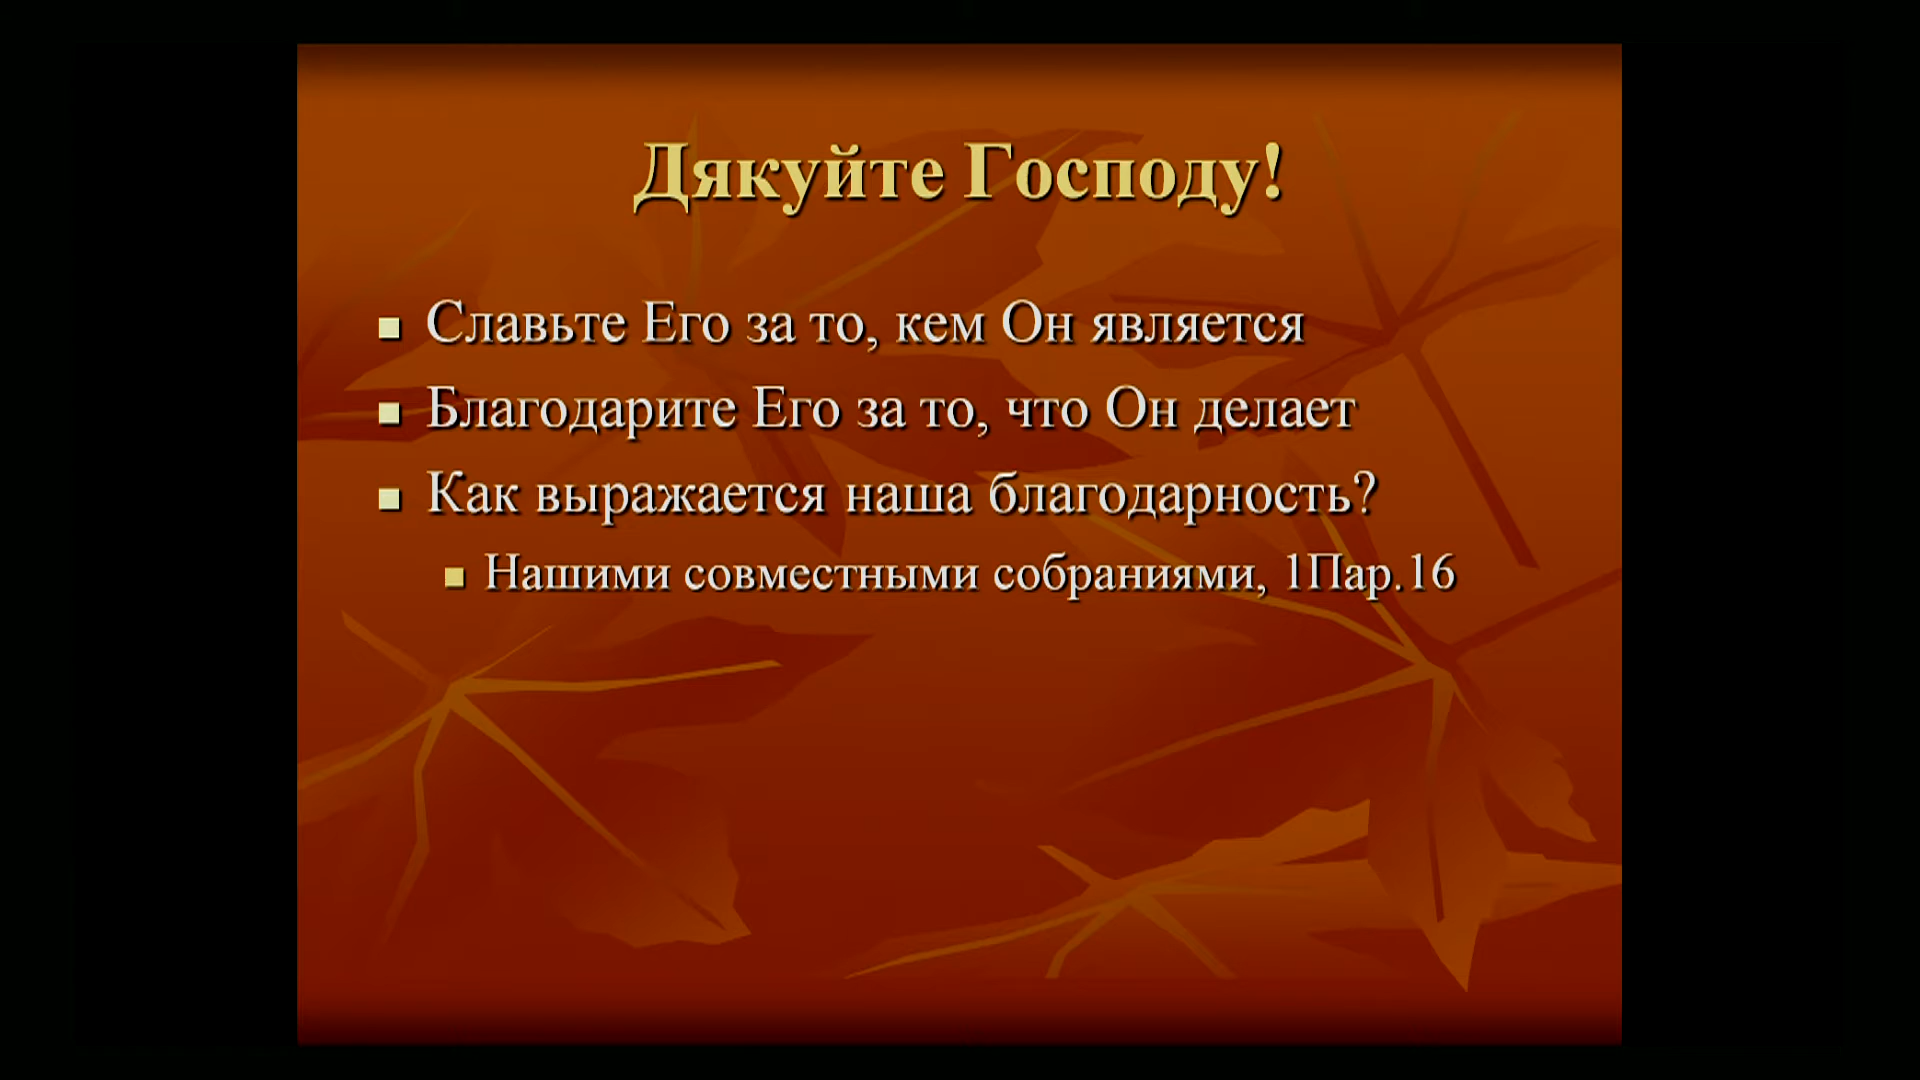 Дякуйте Господу!
Славьте Его за то, кем Он является
Благодарите Его за то, что Он делает
Как выражается наша благодарность?
Нашими совместными собраниями, 1Пар.16